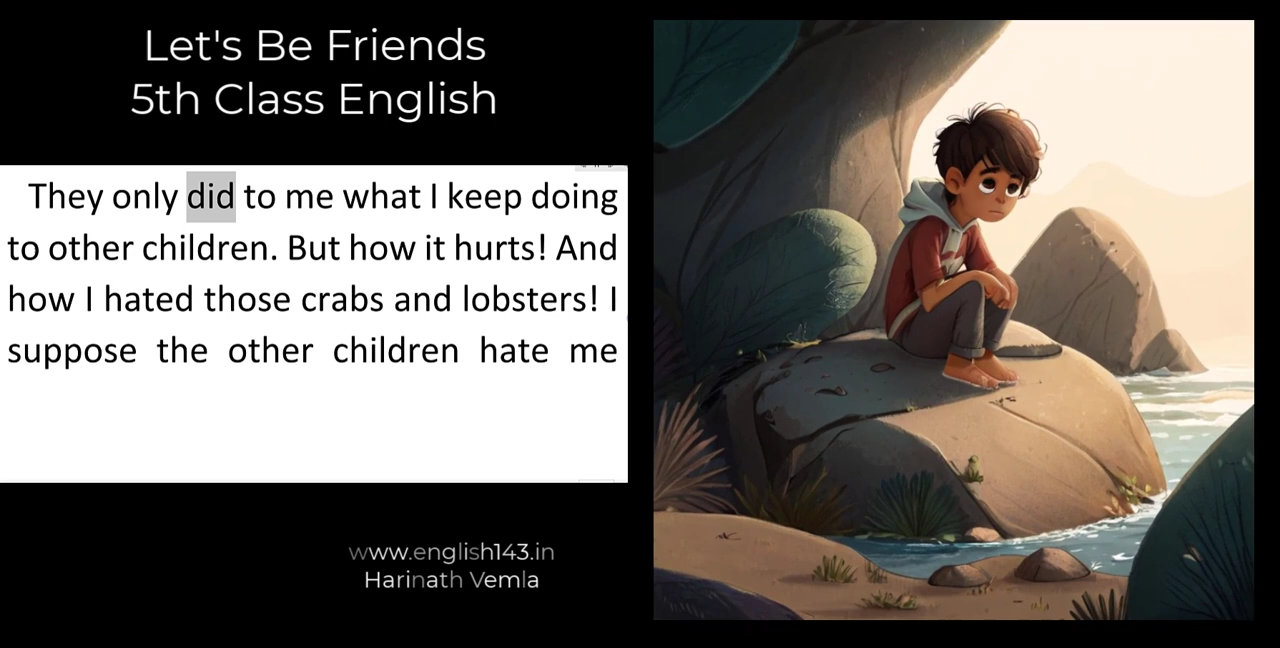 Let's Be Friends
5th Class English
They only did to me what I keep doing
to other children. But how it hurts! And
how I hated those crabs and lobsters! I
suppose the other children hate me
www.english143.in
Harinath Vemla